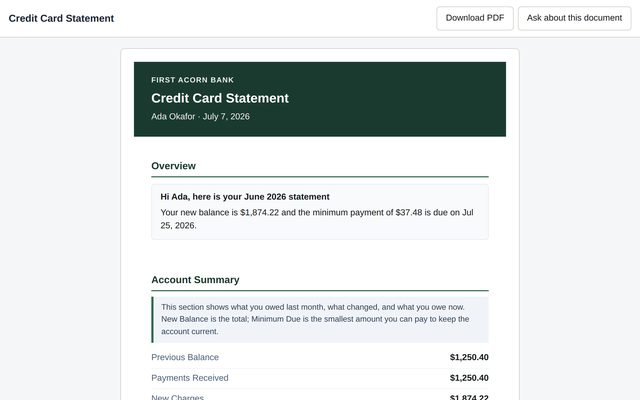 Credit Card Statement
Download PDF
Ask about this document
FIRST ACORN BANK
Credit Card Statement
Ada Okafor · July 7, 2026
Overview
Hi Ada, here is your June 2026 statement
Your new balance is $1,874.22 and the minimum payment of $37.48 is due on Jul
25, 2026.
Account Summary
This section shows what you owed last month, what changed, and what you owe now.
New Balance is the total; Minimum Due is the smallest amount you can pay to keep the
account current.
Previous Balance $1,250.40
Payments Received $1,250.40
New Charges $1,874.22